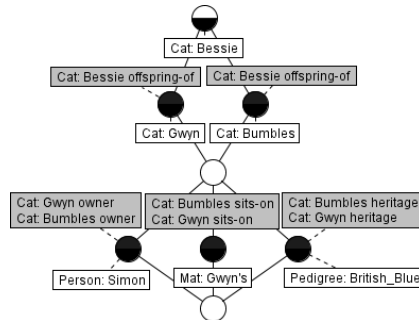 Cat: Bessie
Cat: Bessie offspring-of
Cat: Bessie offspring-of
Cat: Gwyn
Cat: Bumbles
Cat: Gwyn owner
Cat: Bumbles owner
Cat: Bumbles sits-on
Cat: Gwyn sits-on
Cat: Bumbles heritage
Cat: Gwyn heritage
Person: Simon
Mat: Gwyn's
Pedigree: British_Blue